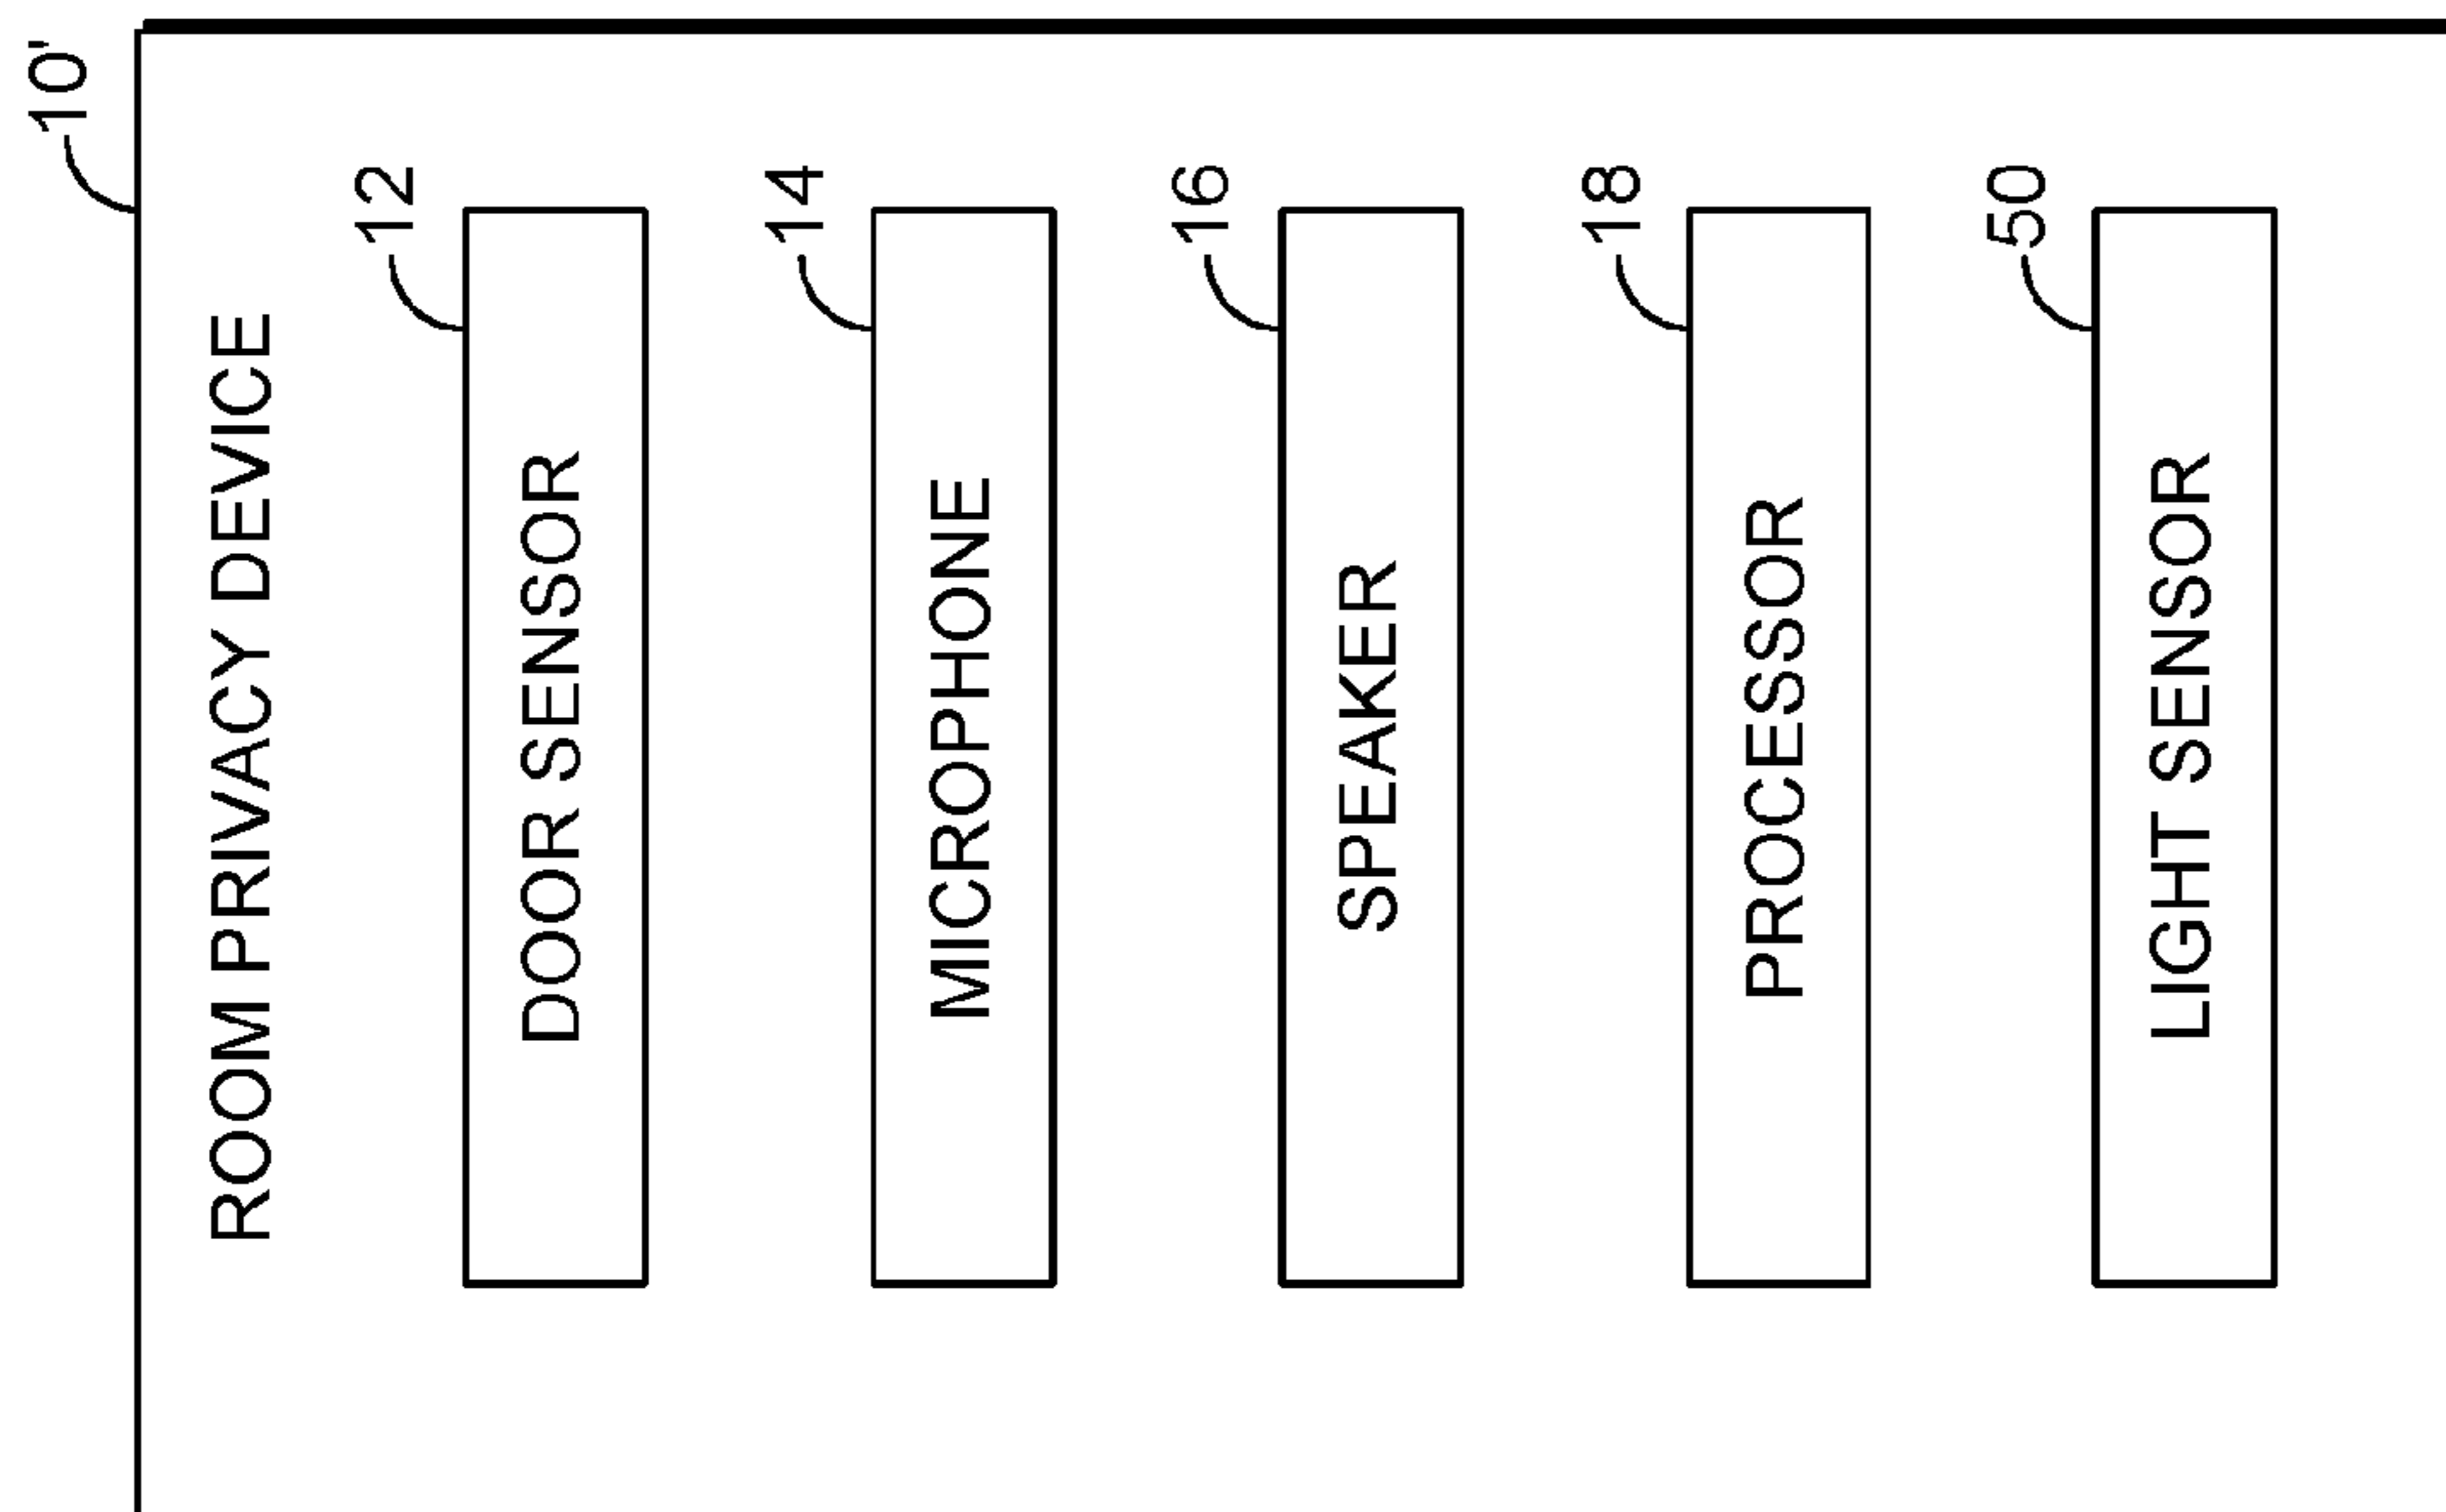 10'
ROOM PRIVACY DEVICE
12
DOOR SENSOR
14
MICROPHONE
16
SPEAKER
18
PROCESSOR
50
LIGHT SENSOR